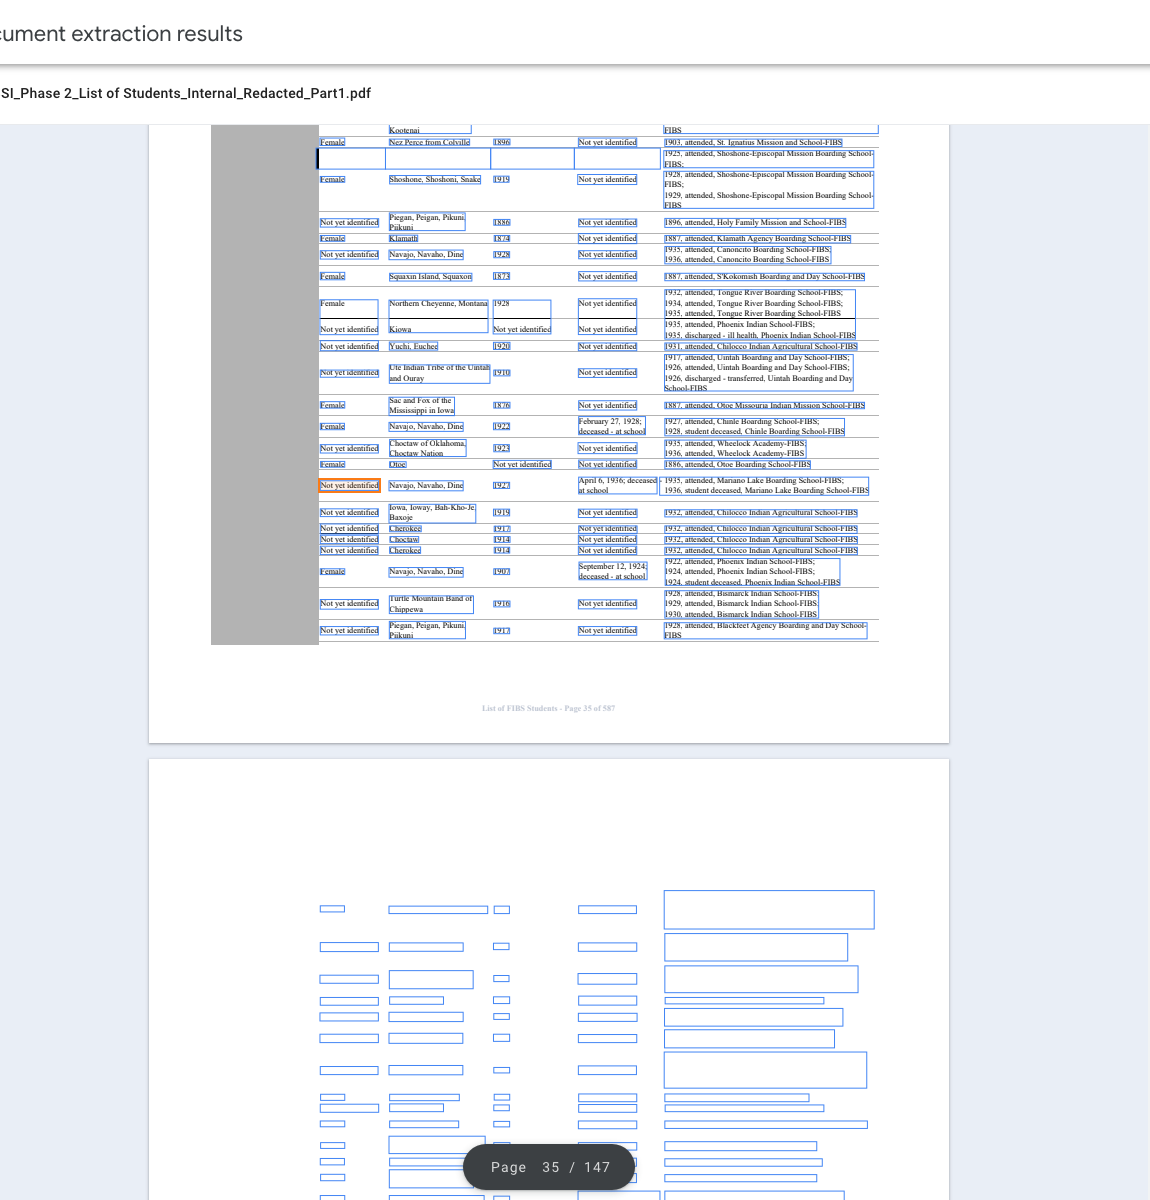 cument extraction results
SI_Phase 2_List of Students_Internal_Redacted_Part1.pdf
Kootenai FIBS
Female Nez Perce from Colville 1896 Not yet identified 1903, attended, St. Ignatius Mission and School-FIBS
1925, attended, Shoshone-Episcopal Mission Boarding School-
FIBS;
Female Shoshone, Shoshoni, Snake 1919 Not yet identified 1928, attended, Shoshone-Episcopal Mission Boarding School-
FIBS;
1929, attended, Shoshone-Episcopal Mission Boarding School-
FIBS
Not yet identified Piegan, Peigan, Pikuni, 1886 Not yet identified 1896, attended, Holy Family Mission and School-FIBS
Piikuni
Female Klamath 1874 Not yet identified 1887, attended, Klamath Agency Boarding School-FIBS
Not yet identified Navajo, Navaho, Dine 1928 Not yet identified 1935, attended, Canoncito Boarding School-FIBS;
1936, attended, Canoncito Boarding School-FIBS
Female Squaxin Island, Squaxon 1873 Not yet identified 1887, attended, S'Kokomish Boarding and Day School-FIBS
Female Northern Cheyenne, Montana 1928 Not yet identified 1932, attended, Tongue River Boarding School-FIBS;
1934, attended, Tongue River Boarding School-FIBS;
1935, attended, Tongue River Boarding School-FIBS
Not yet identified Kiowa Not yet identified Not yet identified 1935, attended, Phoenix Indian School-FIBS;
1935, discharged - ill health, Phoenix Indian School-FIBS
Not yet identified Yuchi, Euchee 1920 Not yet identified 1931, attended, Chilocco Indian Agricultural School-FIBS
Not yet identified Ute Indian Tribe of the Uintah 1910 Not yet identified 1917, attended, Uintah Boarding and Day School-FIBS;
and Ouray 1926, attended, Uintah Boarding and Day School-FIBS;
1926, discharged - transferred, Uintah Boarding and Day
School-FIBS
Female Sac and Fox of the 1876 Not yet identified 1887, attended, Otoe Missouria Indian Mission School-FIBS
Mississippi in Iowa
Female Navajo, Navaho, Dine 1922 February 27, 1928; 1927, attended, Chinle Boarding School-FIBS;
deceased - at school 1928, student deceased, Chinle Boarding School-FIBS
Not yet identified Choctaw of Oklahoma, 1923 Not yet identified 1935, attended, Wheelock Academy-FIBS;
Choctaw Nation 1936, attended, Wheelock Academy-FIBS
Female Otoe Not yet identified Not yet identified 1886, attended, Otoe Boarding School-FIBS
Not yet identified Navajo, Navaho, Dine 1927 April 6, 1936; deceased - 1935, attended, Mariano Lake Boarding School-FIBS;
at school 1936, student deceased, Mariano Lake Boarding School-FIBS
Not yet identified Iowa, Ioway, Bah-Kho-Je, 1919 Not yet identified 1932, attended, Chilocco Indian Agricultural School-FIBS
Baxoje
Not yet identified Cherokee 1917 Not yet identified 1932, attended, Chilocco Indian Agricultural School-FIBS
Not yet identified Choctaw 1914 Not yet identified 1932, attended, Chilocco Indian Agricultural School-FIBS
Not yet identified Cherokee 1914 Not yet identified 1932, attended, Chilocco Indian Agricultural School-FIBS
Female Navajo, Navaho, Dine 1907 September 12, 1924; 1922, attended, Phoenix Indian School-FIBS;
deceased - at school 1924, attended, Phoenix Indian School-FIBS;
1924, student deceased, Phoenix Indian School-FIBS
Not yet identified Turtle Mountain Band of 1916 Not yet identified 1928, attended, Bismarck Indian School-FIBS;
Chippewa 1929, attended, Bismarck Indian School-FIBS;
1930, attended, Bismarck Indian School-FIBS
Not yet identified Piegan, Peigan, Pikuni, 1917 Not yet identified 1928, attended, Blackfeet Agency Boarding and Day School-
Piikuni FIBS
List of FIBS Students - Page 35 of 587
Page 35 / 147